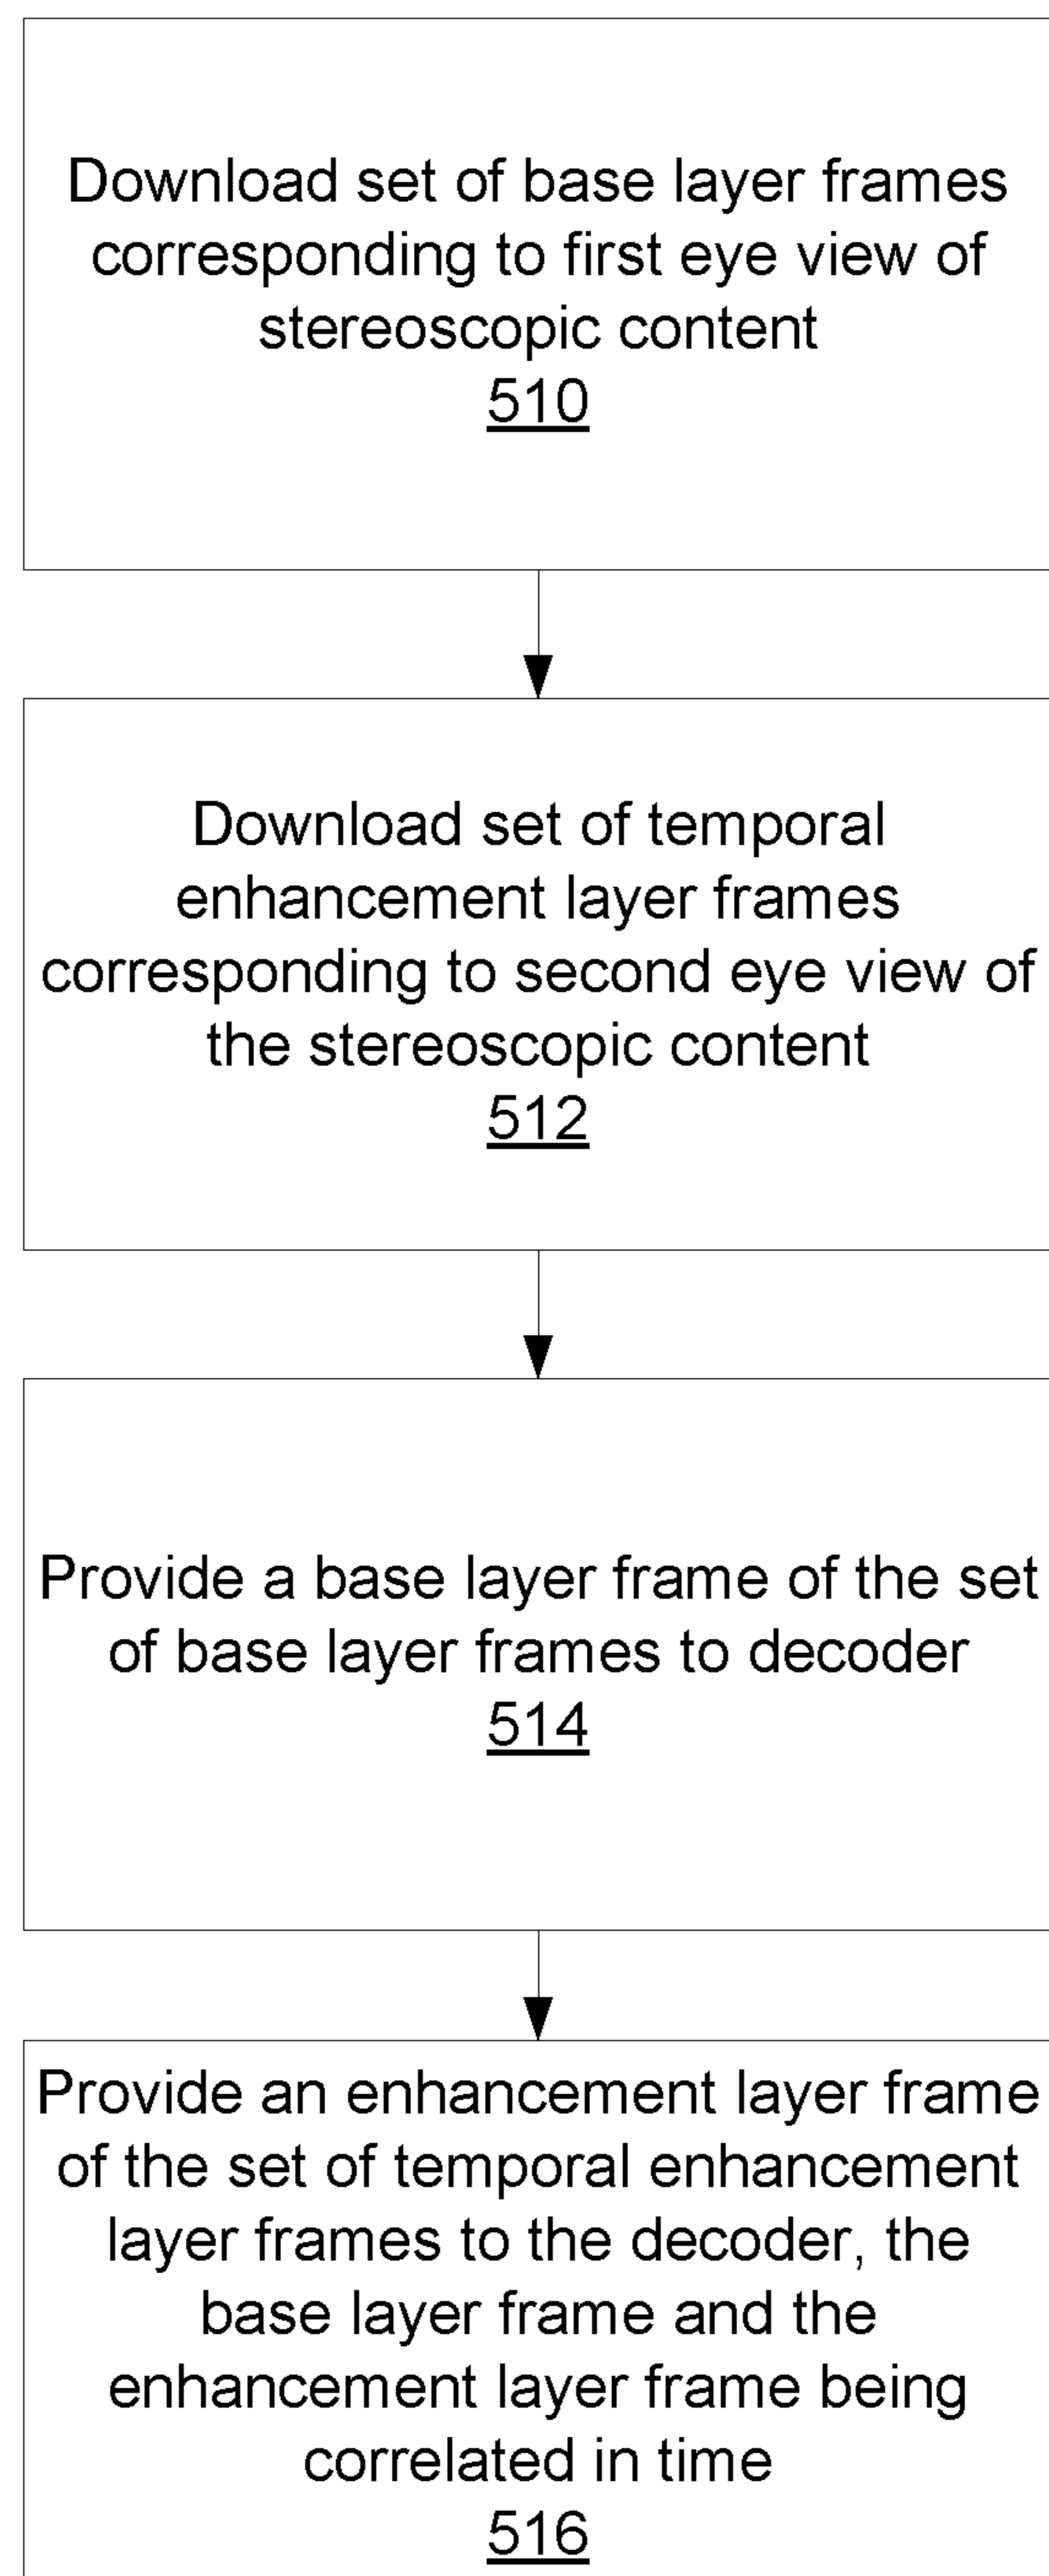 Download set of base layer frames
corresponding to first eye view of
stereoscopic content
510
Download set of temporal
enhancement layer frames
corresponding to second eye view of
the stereoscopic content
512
Provide a base layer frame of the set
of base layer frames to decoder
514
Provide an enhancement layer frame
of the set of temporal enhancement
layer frames to the decoder, the
base layer frame and the
enhancement layer frame being
correlated in time
516